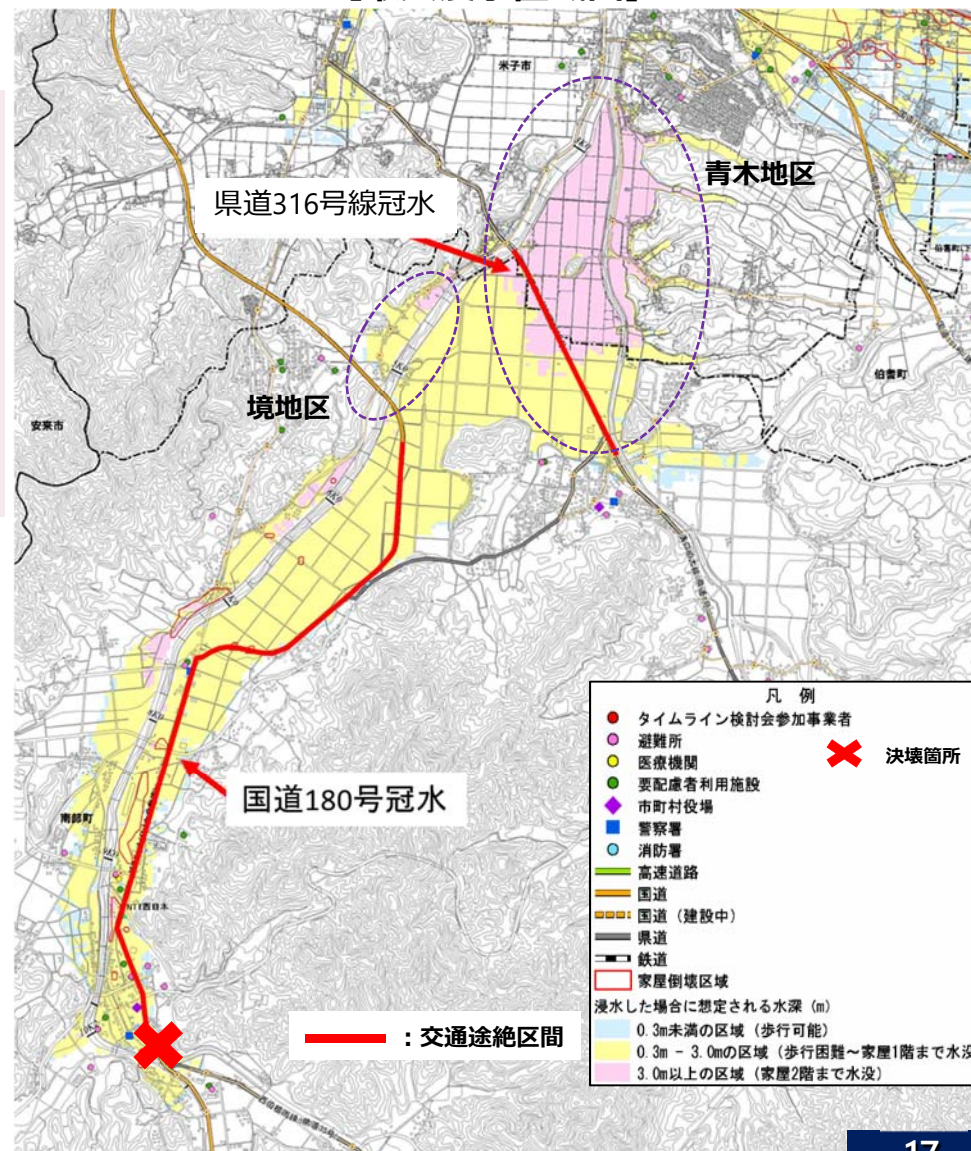 米子市
青木地区
県道316号線冠水
伯耆町
境地区
安来市
国道180号冠水
南部町
NTT西日本
凡 例
タイムライン検討会参加事業者
避難所
医療機関
要配慮者利用施設
市町村役場
警察署
消防署
高速道路
国道
国道（建設中）
県道
鉄道
家屋倒壊区域
決壊箇所
浸水した場合に想定される水深（m）
0.3m未満の区域（歩行可能）
0.3m - 3.0mの区域（歩行困難～家屋1階まで水没
3.0m以上の区域（家屋2階まで水没）
：交通途絶区間
17